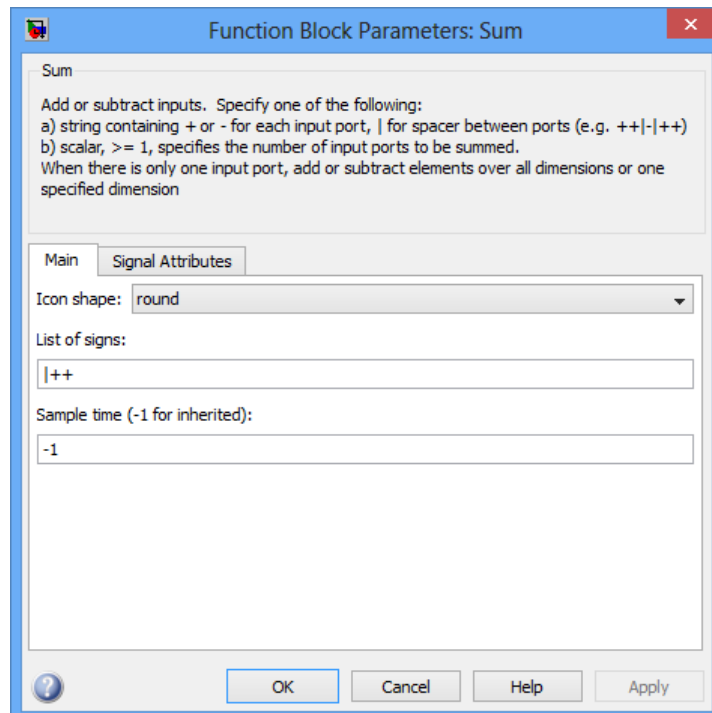 Function Block Parameters: Sum
Sum
Add or subtract inputs. Specify one of the following:
a) string containing + or - for each input port, | for spacer between ports (e.g. ++|-|++)
b) scalar, >= 1, specifies the number of input ports to be summed.
When there is only one input port, add or subtract elements over all dimensions or one
specified dimension
Main Signal Attributes
Icon shape: round
List of signs:
|++
Sample time (-1 for inherited):
-1
? OK Cancel Help Apply